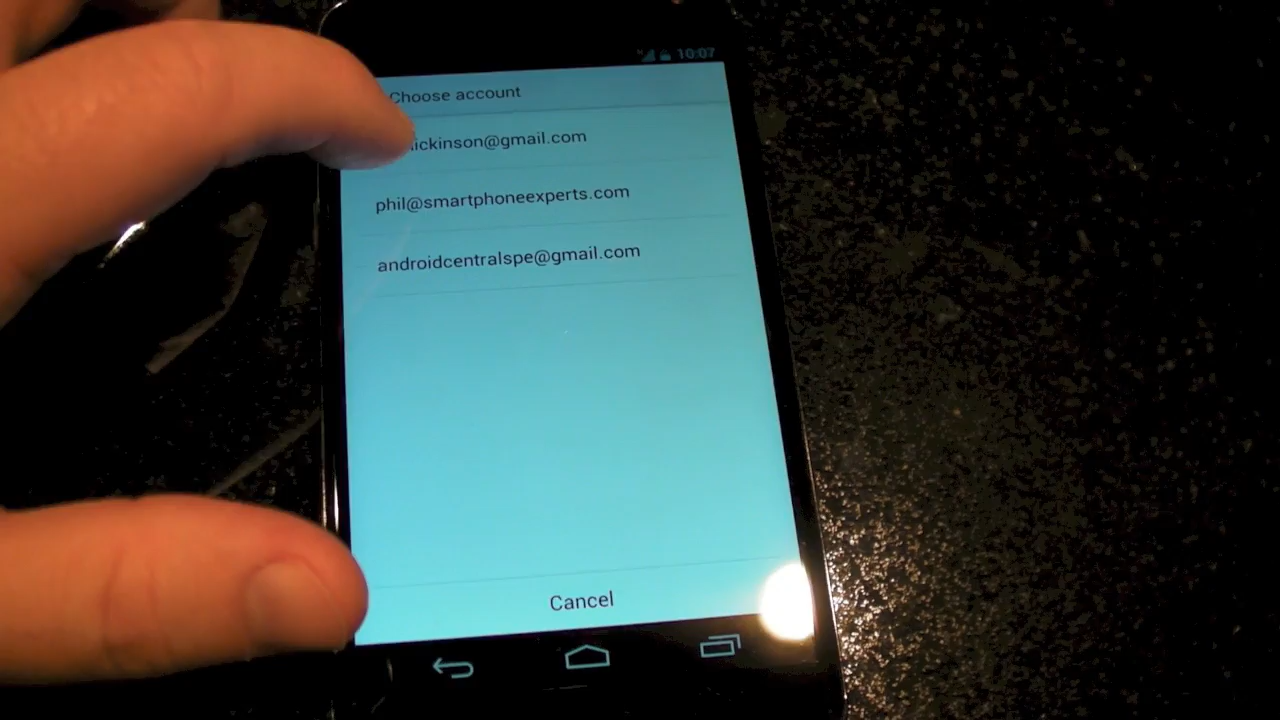 10:07
Choose account
ickinson@gmail.com
phil@smartphoneexperts.com
androidcentralspe@gmail.com
Cancel